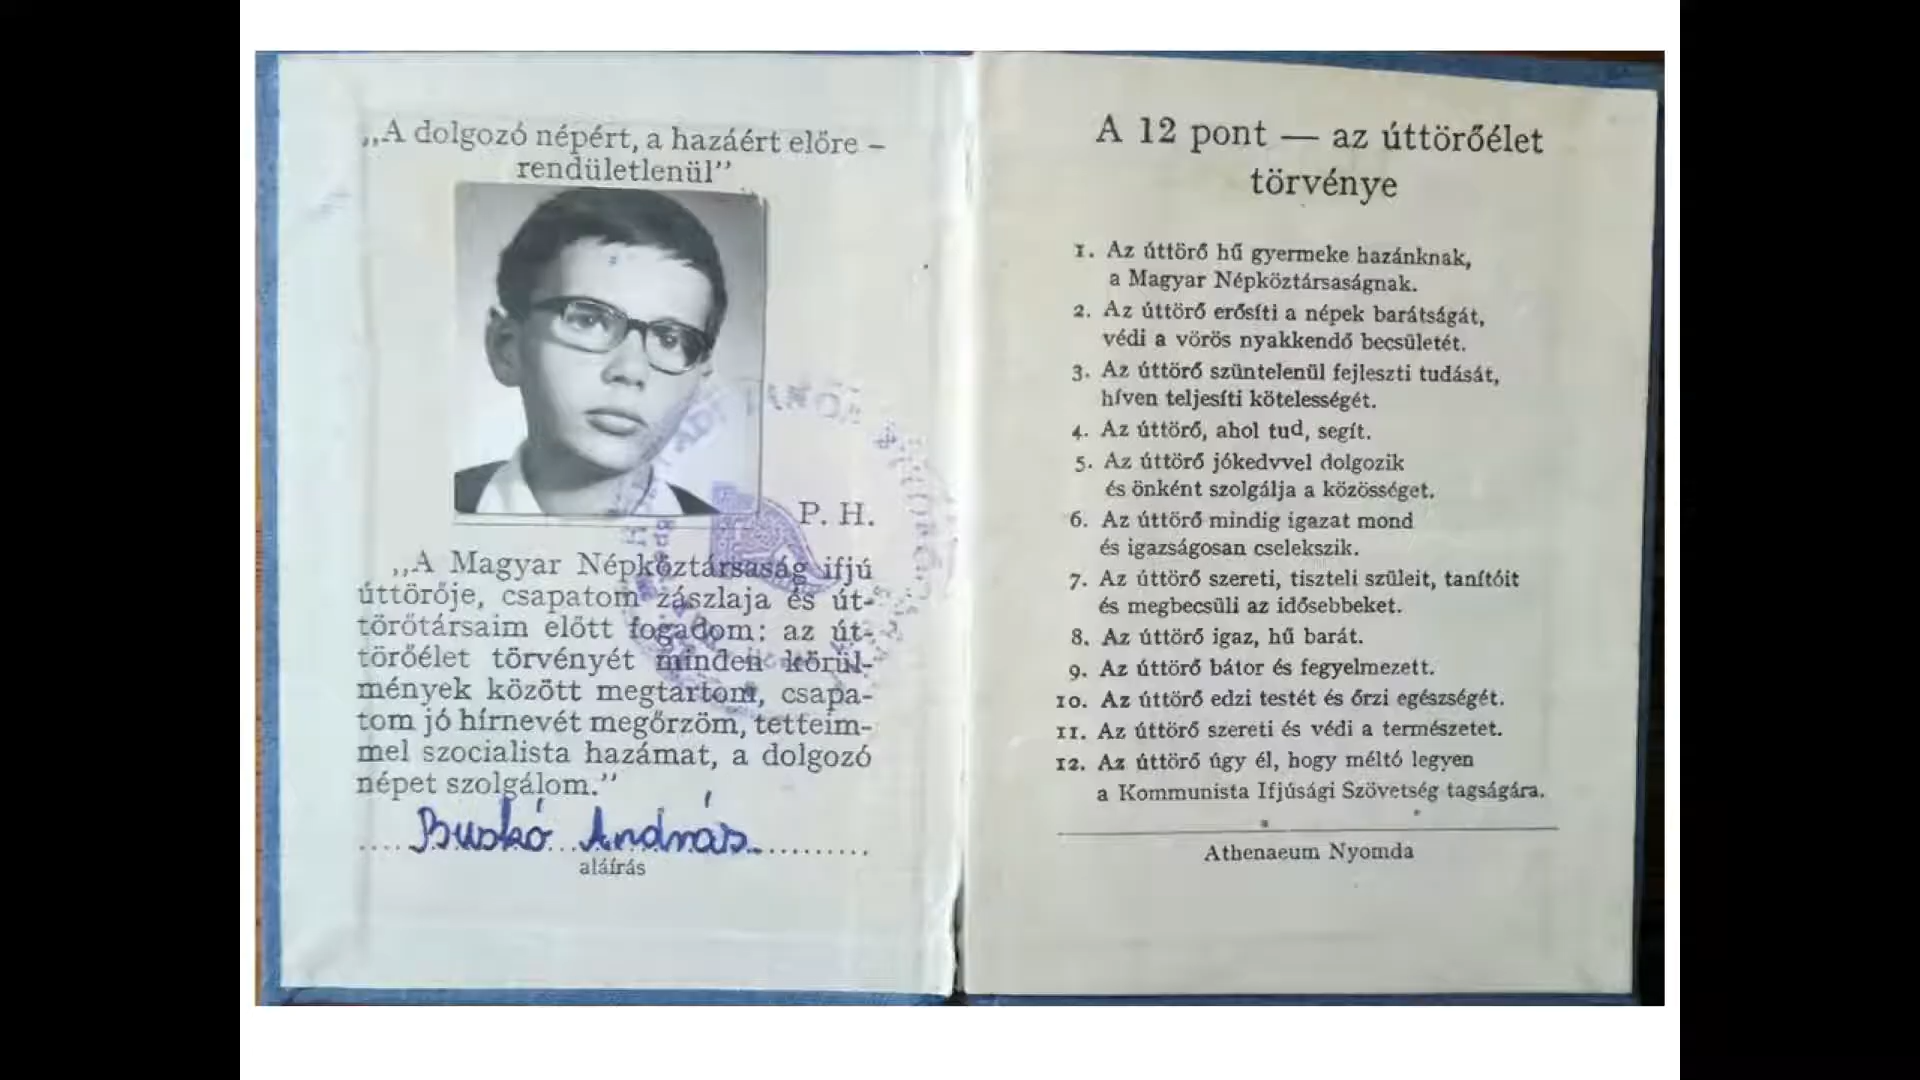 „A dolgozó népért, a hazáért előre –
rendületlenül”
P. H.
„A Magyar Népköztársaság ifjú
úttörője, csapatom zászlaja és út-
törőtársaim előtt fogadom: az út-
törőélet törvényét minden körül-
mények között megtartom, csapa-
tom jó hírnevét megőrzöm, tetteim-
mel szocialista hazámat, a dolgozó
népet szolgálom.”
Buskó András
aláírás
A 12 pont — az úttörőélet
törvénye
1. Az úttörő hű gyermeke hazánknak,
a Magyar Népköztársaságnak.
2. Az úttörő erősíti a népek barátságát,
védi a vörös nyakkendő becsületét.
3. Az úttörő szüntelenül fejleszti tudását,
híven teljesíti kötelességét.
4. Az úttörő, ahol tud, segít.
5. Az úttörő jókedvvel dolgozik
és önként szolgálja a közösséget.
6. Az úttörő mindig igazat mond
és igazságosan cselekszik.
7. Az úttörő szereti, tiszteli szüleit, tanítóit
és megbecsüli az idősebbeket.
8. Az úttörő igaz, hű barát.
9. Az úttörő bátor és fegyelmezett.
10. Az úttörő edzi testét és őrzi egészségét.
11. Az úttörő szereti és védi a természetet.
12. Az úttörő úgy él, hogy méltó legyen
a Kommunista Ifjúsági Szövetség tagságára.
Athenaeum Nyomda